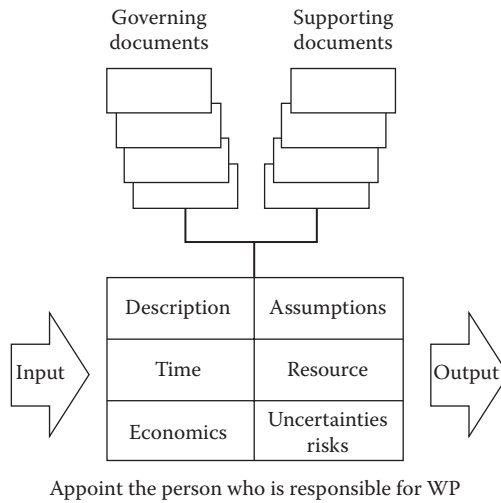 Governing
documents
Supporting
documents
Description
Assumptions
Input
Time
Resource
Output
Economics
Uncertainties
risks
Appoint the person who is responsible for WP